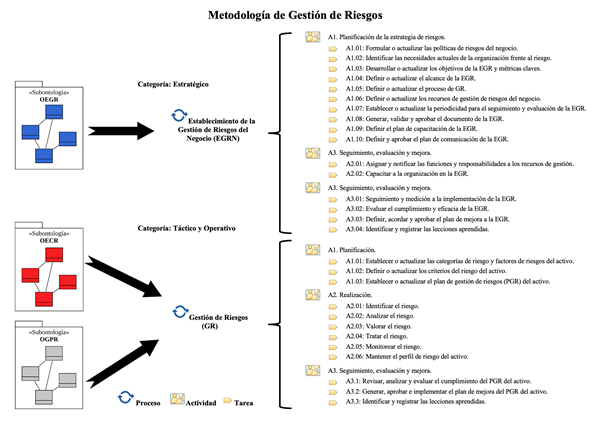 Metodología de Gestión de Riesgos
«Subontología»
OEGR
Categoría: Estratégico
Establecimiento de la
Gestión de Riesgos del
Negocio (EGRN)
A1. Planificación de la estrategia de riesgos.
A1.01: Formular o actualizar las políticas de riesgos del negocio.
A1.02: Identificar las necesidades actuales de la organización frente al riesgo.
A1.03: Desarrollar o actualizar los objetivos de la EGR y métricas claves.
A1.04: Definir o actualizar el alcance de la EGR.
A1.05: Definir o actualizar el proceso de GR.
A1.06: Definir o actualizar los recursos de gestión de riesgos del negocio.
A1.07: Establecer o actualizar la periodicidad para el seguimiento y evaluación de la EGR.
A1.08: Generar, validar y aprobar el documento de la EGR.
A1.09: Definir el plan de capacitación de la EGR.
A1.10: Definir y aprobar el plan de comunicación de la EGR.
A3. Seguimiento, evaluación y mejora.
A2.01: Asignar y notificar las funciones y responsabilidades a los recursos de gestión.
A2.02: Capacitar a la organización en la EGR.
A3. Seguimiento, evaluación y mejora.
A3.01: Seguimiento y medición a la implementación de la EGR.
A3.02: Evaluar el cumplimiento y eficacia de la EGR.
A3.03: Definir, acordar y aprobar el plan de mejora a la EGR.
A3.04: Identificar y registrar las lecciones aprendidas.
«Subontología»
OECR
Categoría: Táctico y Operativo
«Subontología»
OGPR
Gestión de Riesgos
(GR)
A1. Planificación.
A1.01: Establecer o actualizar las categorías de riesgo y factores de riesgos del activo.
A1.02: Definir o actualizar los criterios del riesgo del activo.
A1.03: Establecer o actualizar el plan de gestión de riesgos (PGR) del activo.
A2. Realización.
A2.01: Identificar el riesgo.
A2.02: Analizar el riesgo.
A2.03: Valorar el riesgo.
A2.04: Tratar el riesgo.
A2.05: Monitorear el riesgo.
A2.06: Mantener el perfil de riesgo del activo.
A3. Seguimiento, evaluación y mejora.
A3.1: Revisar, analizar y evaluar el cumplimiento del PGR del activo.
A3.2: Generar, aprobar e implementar el plan de mejora del PGR del activo.
A3.3: Identificar y registrar las lecciones aprendidas.
Proceso
Actividad
Tarea